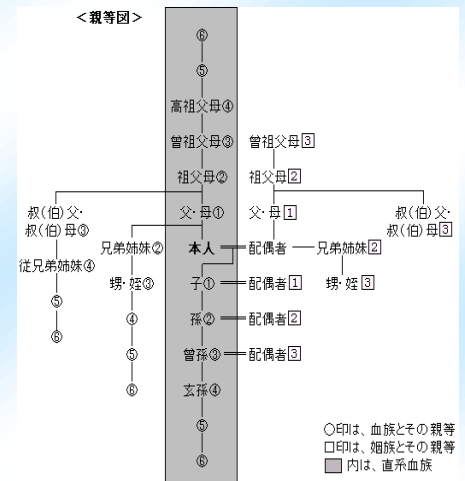 <親等図>
⑥
⑤
高祖父母④
曾祖父母③ 曾祖父母3
祖父母② 祖父母2
叔(伯)父・ 父・母① 父・母1 叔(伯)父・
叔(伯)母③ 叔(伯)母3
兄弟姉妹② 本人 配偶者 兄弟姉妹2
従兄弟姉妹④
甥・姪③ 子① 配偶者1 甥・姪3
⑤
④ 孫② 配偶者2
⑥
⑤ 曾孫③ 配偶者3
⑥ 玄孫④
⑤
⑥
○印は、血族とその親等
□印は、姻族とその親等
内は、直系血族